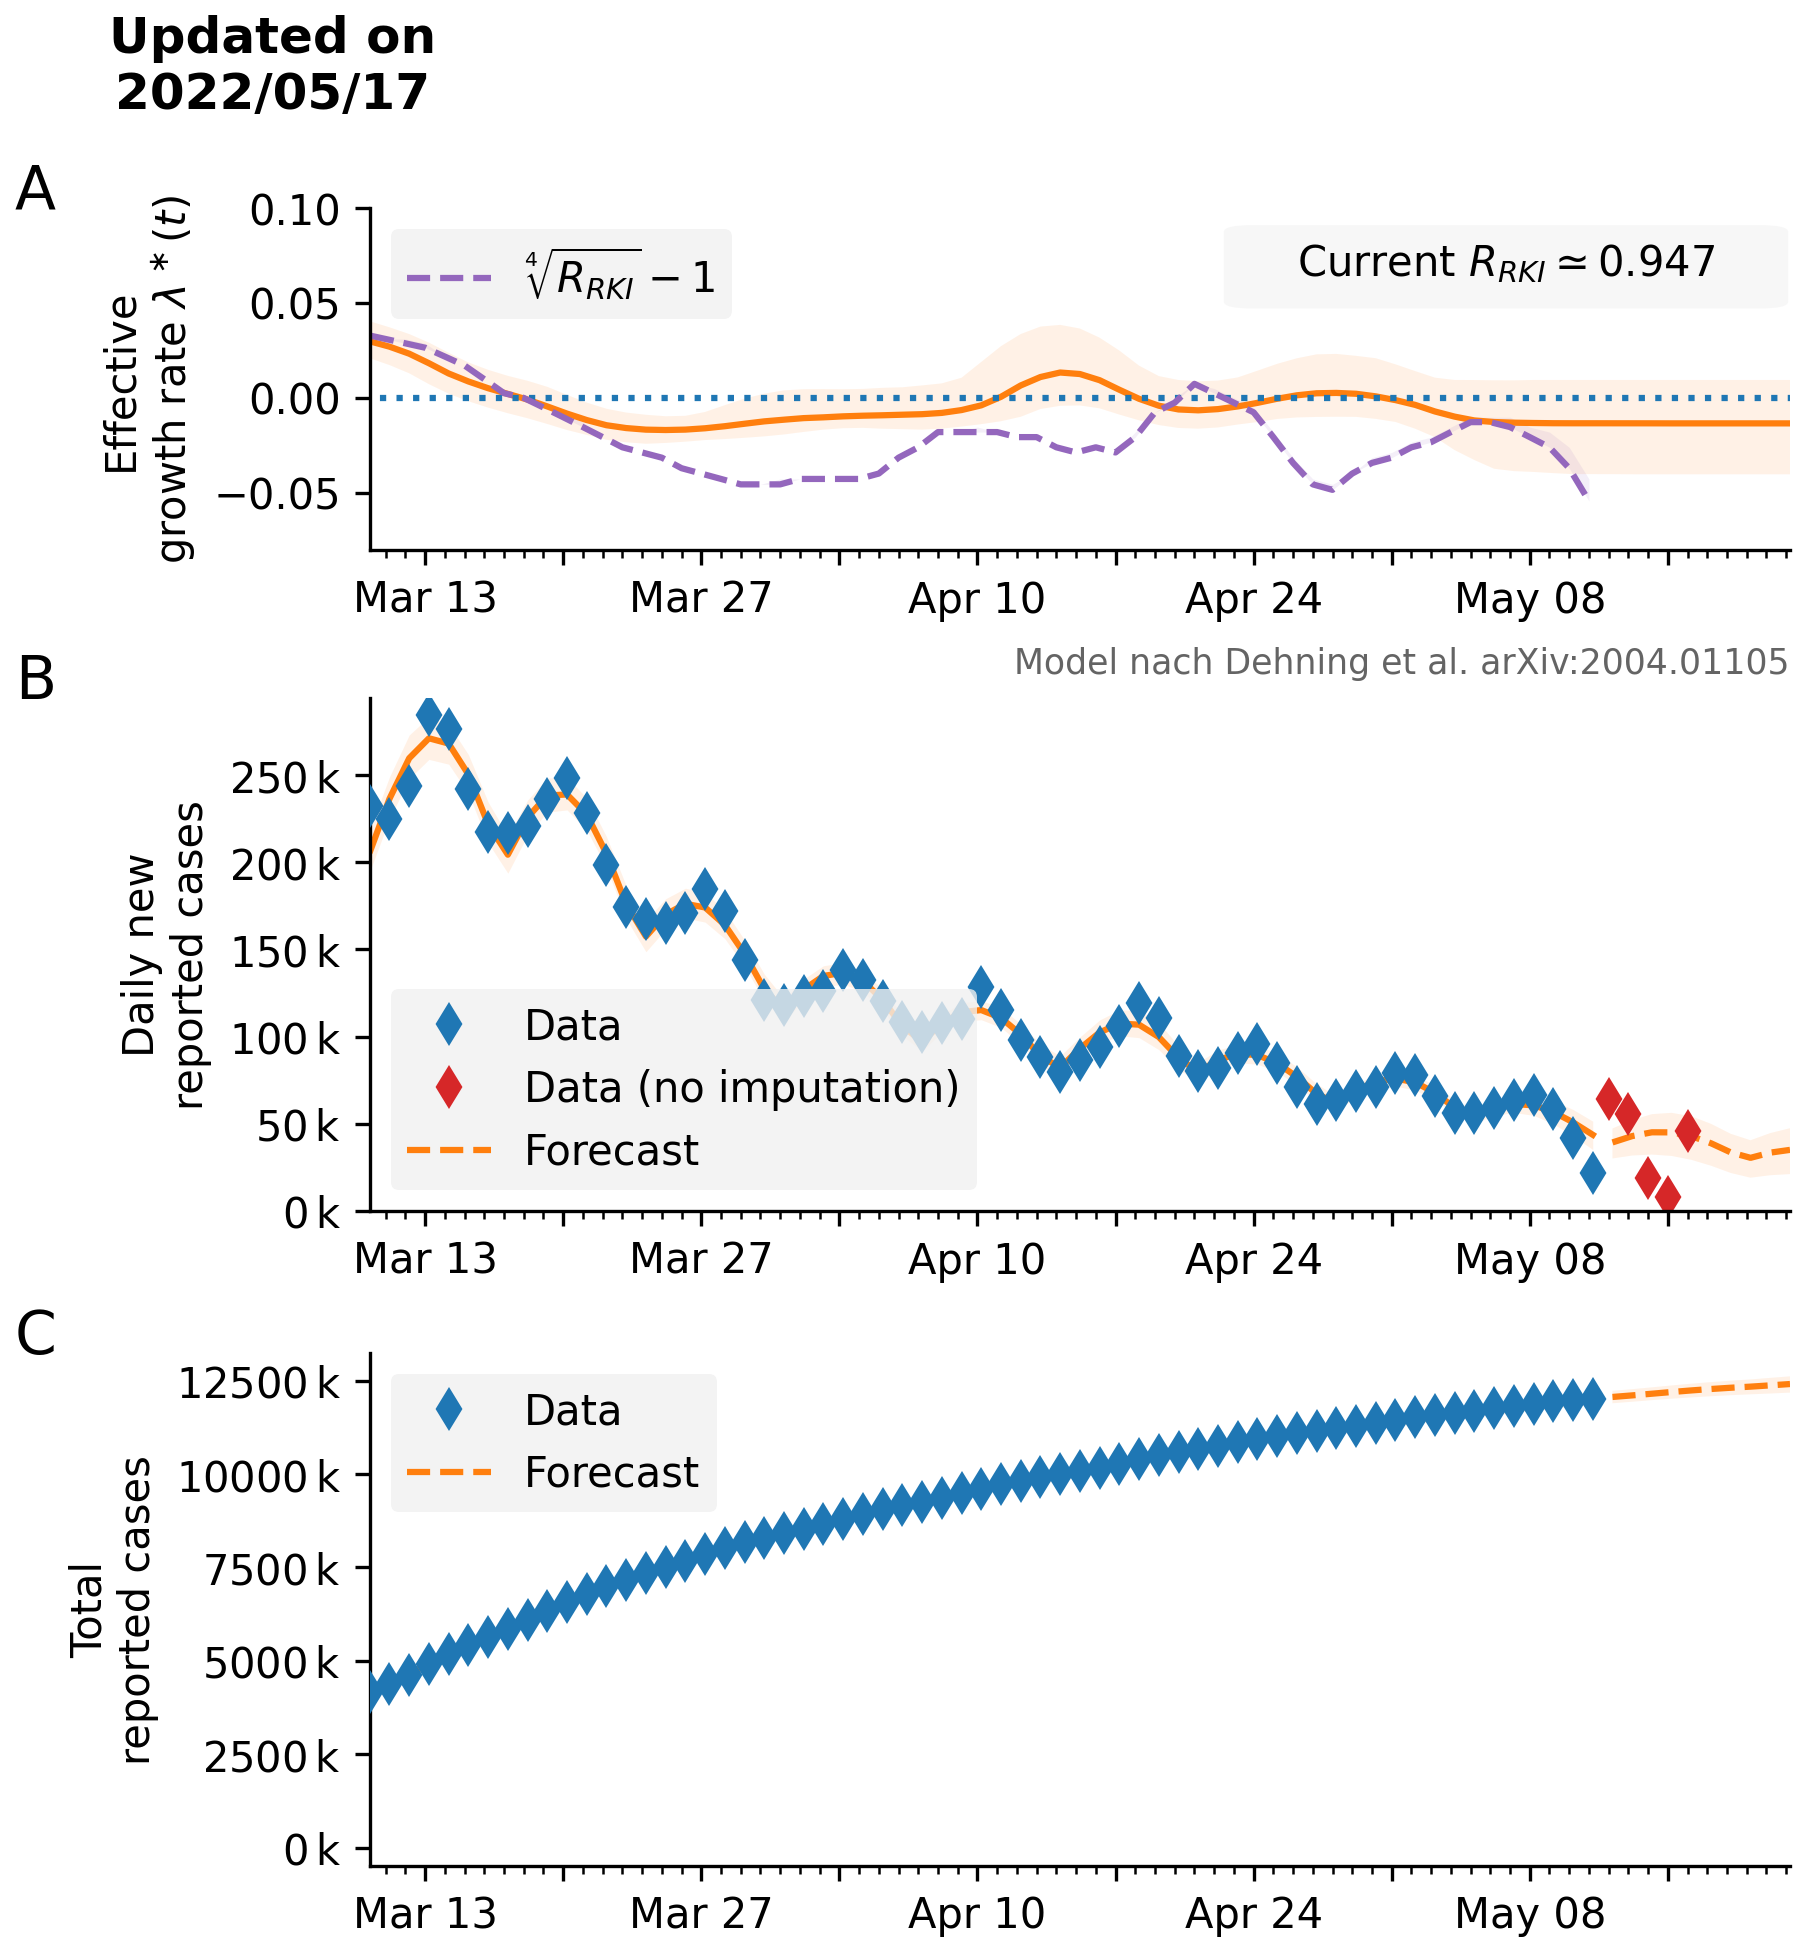 Updated on
2022/05/17
A
Effective
growth rate λ * (t)
0.10
0.05
0.00
−0.05
∜R_RKI − 1
Current R_RKI ≃ 0.947
Mar 13 Mar 27 Apr 10 Apr 24 May 08
B
Model nach Dehning et al. arXiv:2004.01105
Daily new
reported cases
250 k
200 k
150 k
100 k
50 k
0 k
Data
Data (no imputation)
Forecast
Mar 13 Mar 27 Apr 10 Apr 24 May 08
C
Total
reported cases
12500 k
10000 k
7500 k
5000 k
2500 k
0 k
Data
Forecast
Mar 13 Mar 27 Apr 10 Apr 24 May 08